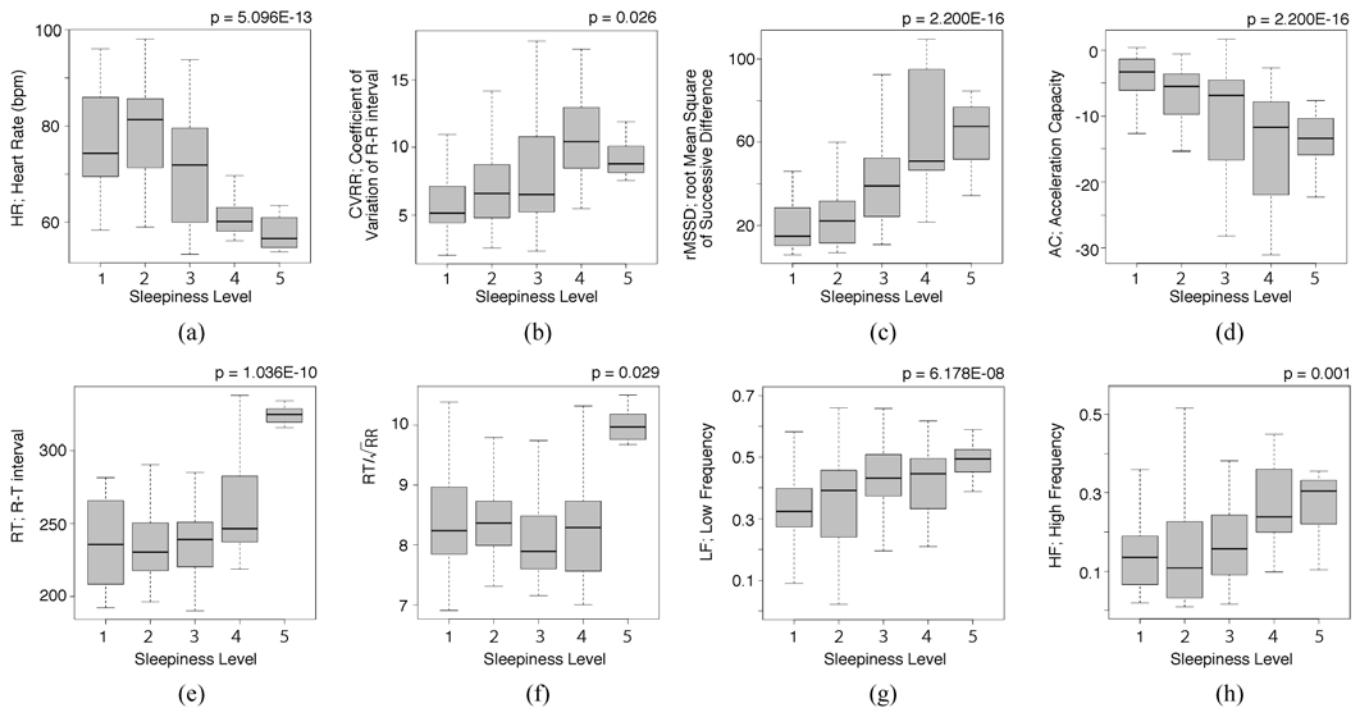 p = 5.096E-13
HR; Heart Rate (bpm)
100
80
60
1 2 3 4 5
Sleepiness Level
(a)
p = 0.026
CVRR; Coefficient of
Variation of R-R interval
15
10
5
1 2 3 4 5
Sleepiness Level
(b)
p = 2.200E-16
rMSSD; root Mean Square
of Successive Difference
100
60
20
1 2 3 4 5
Sleepiness Level
(c)
p = 2.200E-16
AC; Acceleration Capacity
0
-10
-20
-30
1 2 3 4 5
Sleepiness Level
(d)
p = 1.036E-10
RT; R-T interval
300
250
200
1 2 3 4 5
Sleepiness Level
(e)
p = 0.029
RT/√RR
10
9
8
7
1 2 3 4 5
Sleepiness Level
(f)
p = 6.178E-08
LF; Low Frequency
0.7
0.5
0.3
0.1
1 2 3 4 5
Sleepiness Level
(g)
p = 0.001
HF; High Frequency
0.5
0.3
0.1
1 2 3 4 5
Sleepiness Level
(h)